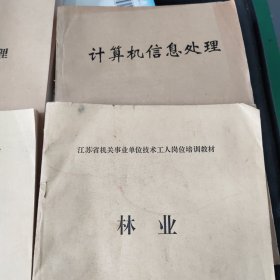 理
计算机信息处理
江苏省机关事业单位技术工人岗位培训教材
林业